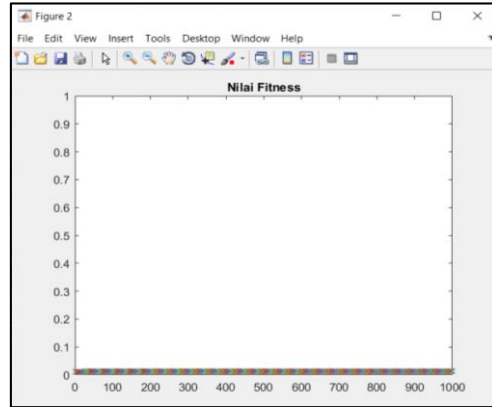 Figure 2
File Edit View Insert Tools Desktop Window Help
Nilai Fitness
1
0.9
0.8
0.7
0.6
0.5
0.4
0.3
0.2
0.1
0
0 100 200 300 400 500 600 700 800 900 1000